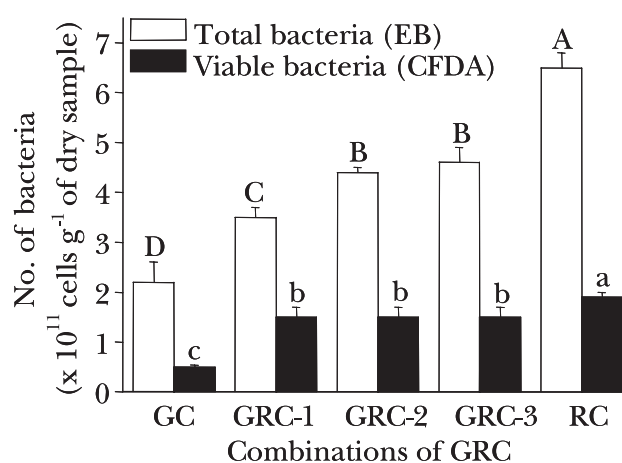 Total bacteria (EB)
Viable bacteria (CFDA)
No. of bacteria
(x 10¹¹ cells g⁻¹ of dry sample)
7
6
5
4
3
2
1
0
A
B
B
C
D
a
b
b
b
c
GC GRC-1 GRC-2 GRC-3 RC
Combinations of GRC